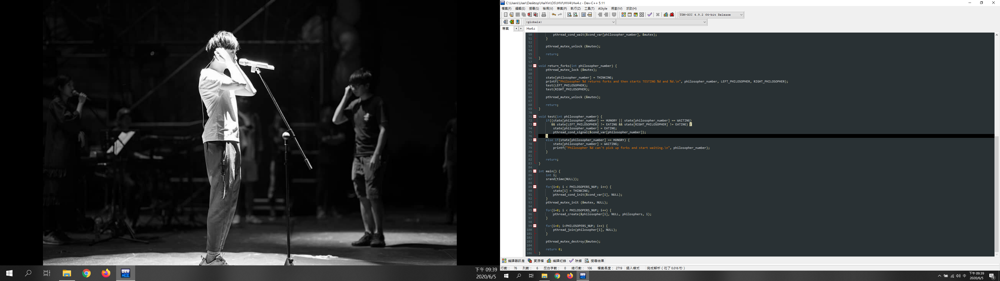 下午 09:39
2020/6/5
C:\Users\User\Desktop\HaiYin\OS\HW\HW4\Hw4.c - Dev-C++ 5.11
檔案(F) 編輯(E) 搜尋(S) 檢視(V) 專案(P) 執行(Z) 工具(T) AStyle 視窗(W) 求助(H)
TDM-GCC 4.9.2 64-bit Release
(globals)
專案
Hw4.c
50 pthread_cond_wait(&cond_var[philosopher_number], &mutex);
51 }
52
53 pthread_mutex_unlock (&mutex);
54
55 return;
56 }
57
58 void return_forks(int philosopher_number) {
59 pthread_mutex_lock (&mutex);
60
61 state[philosopher_number] = THINKING;
62 printf("Philosopher %d returns forks and then starts TESTING %d and %d.\n", philosopher_number, LEFT_PHILOSOPHER, RIGHT_PHILOSOPHER);
63 test(LEFT_PHILOSOPHER);
64 test(RIGHT_PHILOSOPHER);
65
66 pthread_mutex_unlock (&mutex);
67
68 return;
69 }
70
71 void test(int philosopher_number) {
72 if((state[philosopher_number] == HUNGRY || state[philosopher_number] == WAITING)
73 && state[LEFT_PHILOSOPHER] != EATING && state[RIGHT_PHILOSOPHER] != EATING) {
74 state[philosopher_number] = EATING;
75 pthread_cond_signal(&cond_var[philosopher_number]);
76 }
77 else if(state[philosopher_number] == HUNGRY) {
78 state[philosopher_number] = WAITING;
79 printf("Philosopher %d can't pick up forks and start waiting.\n", philosopher_number);
80 }
81
82 return;
83 }
84
85 int main() {
86 int i;
87 srand(time(NULL));
88
89 for(i=0; i < PHILOSOPERS_NUM; i++) {
90 state[i] = THINKING;
91 pthread_cond_init(&cond_var[i], NULL);
92 }
93 pthread_mutex_init (&mutex, NULL);
94
95 for(i=0; i < PHILOSOPERS_NUM; i++) {
96 pthread_create(&philosopher[i], NULL, philosphers, i);
97 }
98
99 for(i=0; i<PHILOSOPERS_NUM; i++) {
100 pthread_join(philosopher[i], NULL);
101 }
102
103 pthread_mutex_destroy(&mutex);
104
105 return 0;
106 }
編譯器訊息 資源檔 編譯紀錄 除錯 搜尋結果
行數： 76 列數： 6 反白字數： 0 總行數： 106 檔案長度： 2719 插入模式 完成解析 (花了 0.016 秒)
DEV
中 下午 09:39
2020/6/5